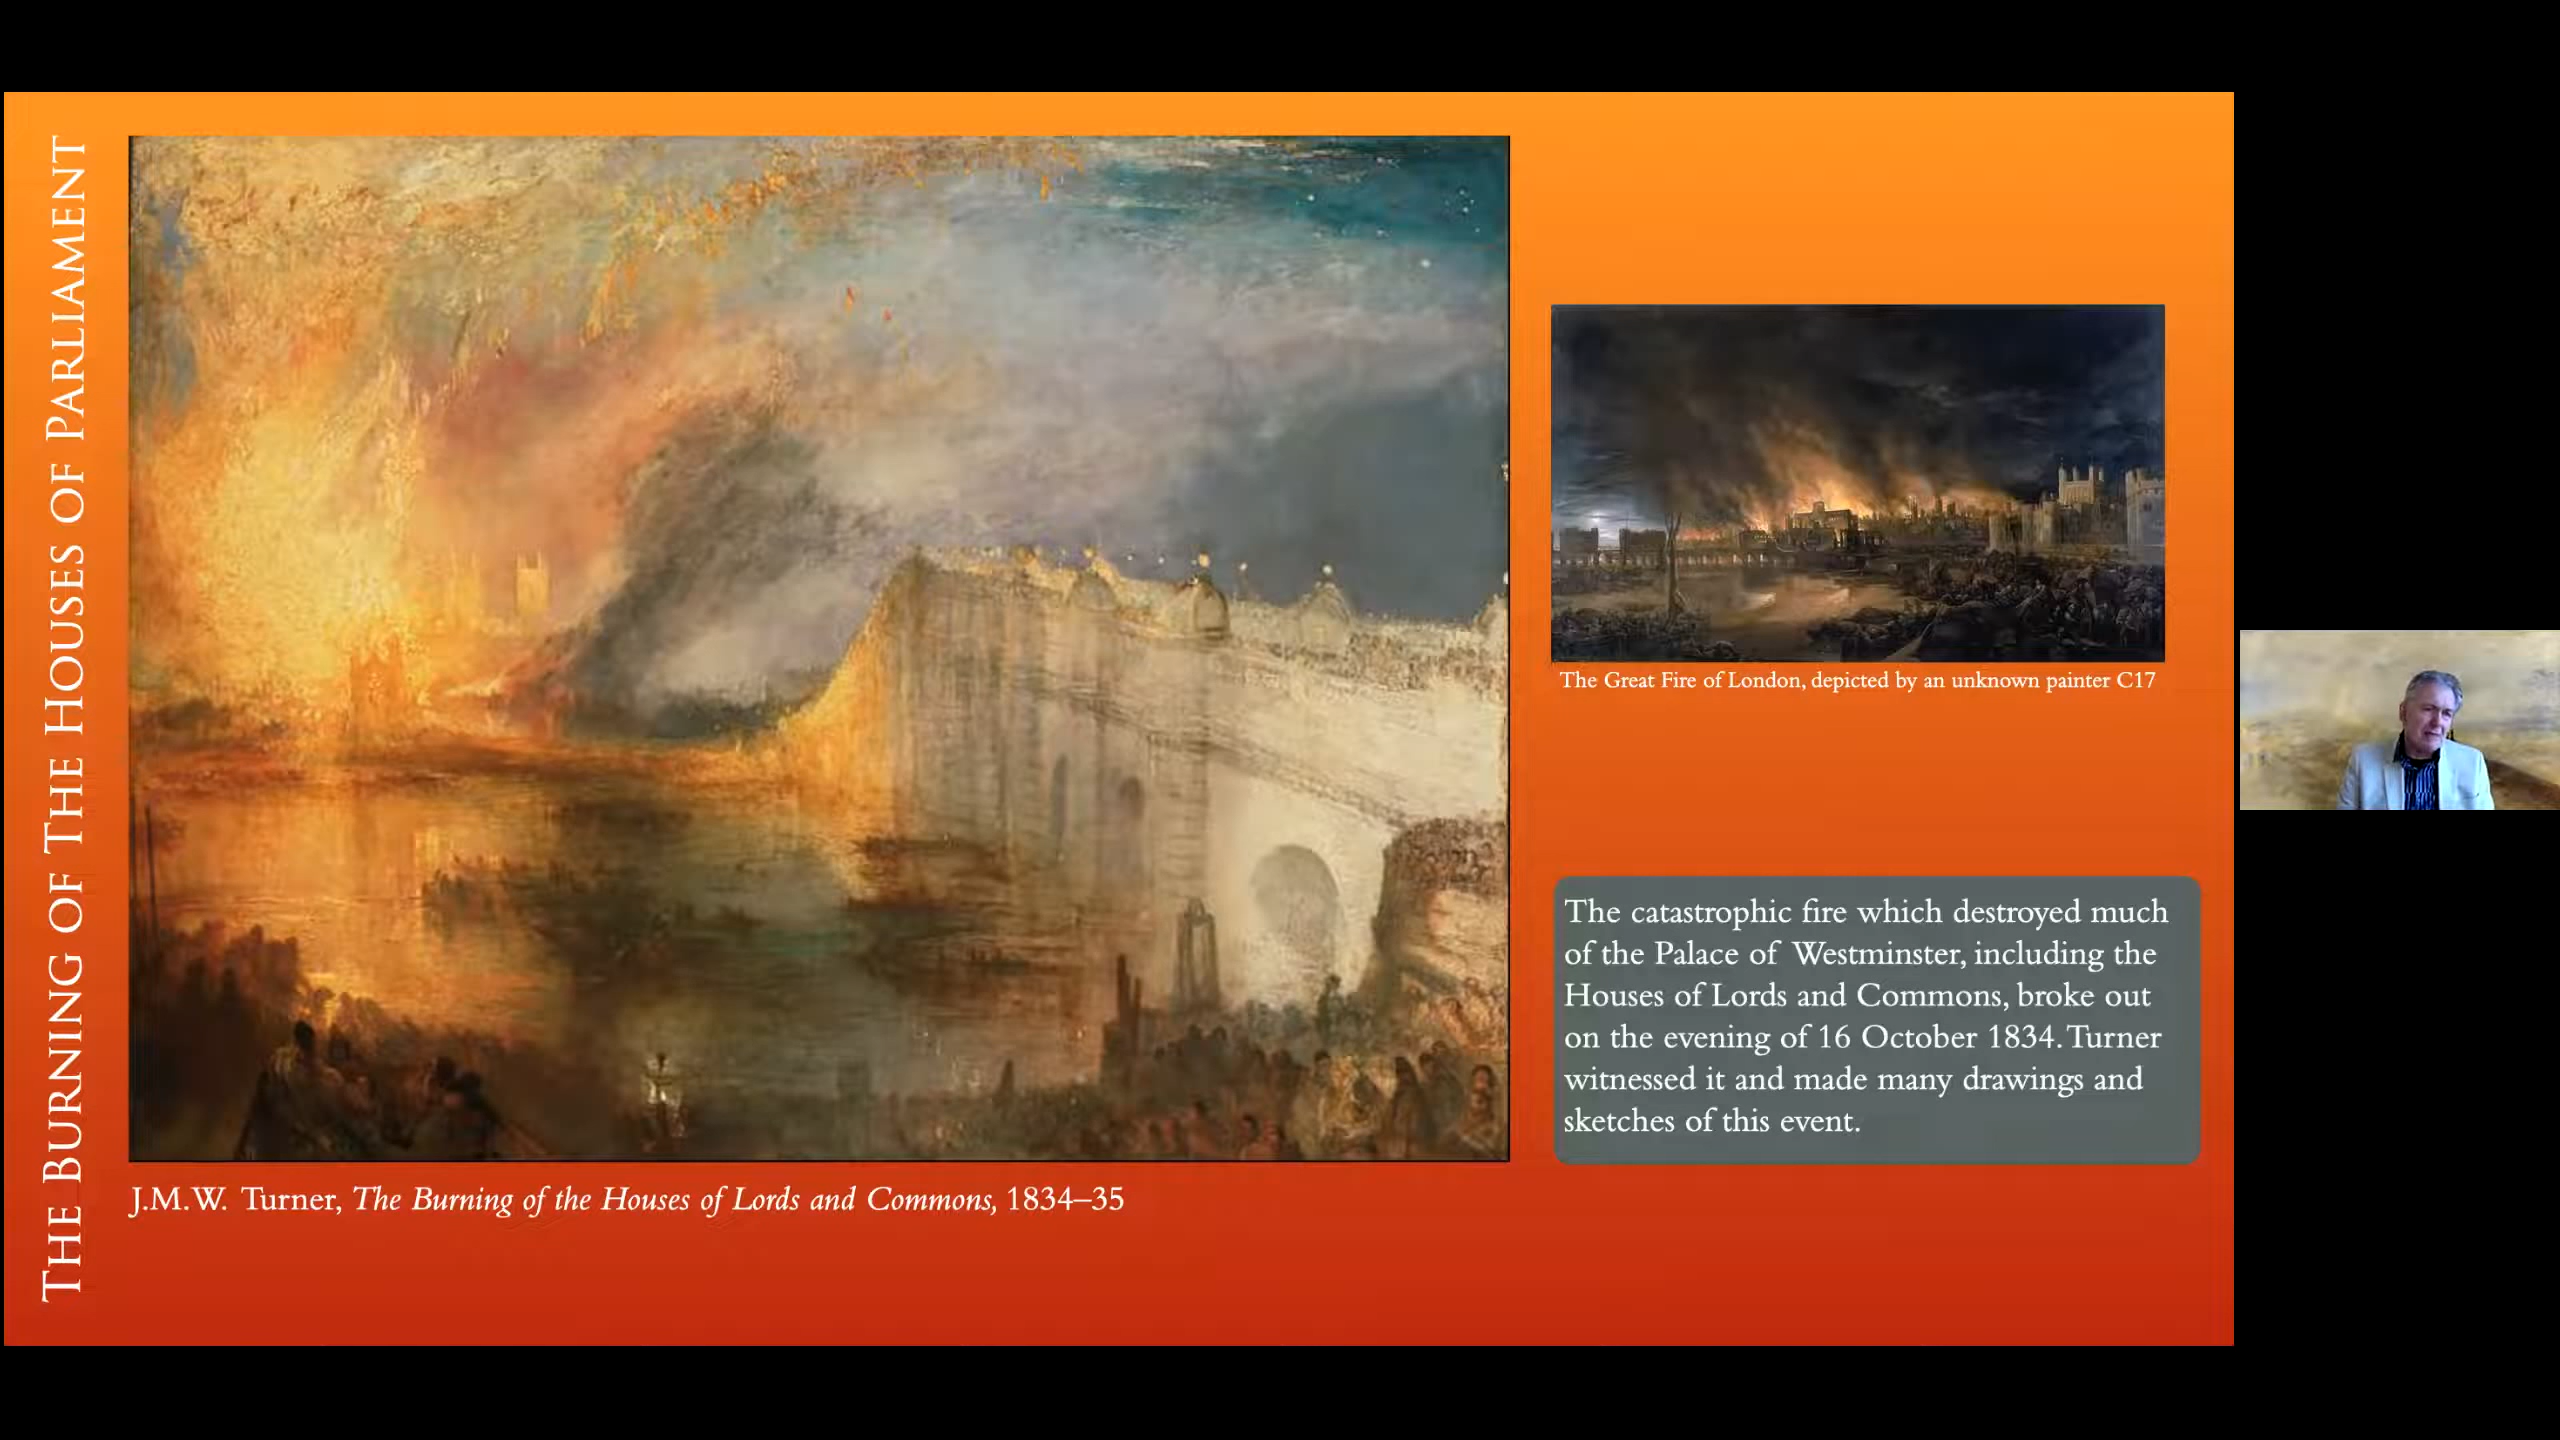 THE BURNING OF THE HOUSES OF PARLIAMENT
J.M.W. Turner, The Burning of the Houses of Lords and Commons, 1834–35
The Great Fire of London, depicted by an unknown painter C17
The catastrophic fire which destroyed much
of the Palace of Westminster, including the
Houses of Lords and Commons, broke out
on the evening of 16 October 1834. Turner
witnessed it and made many drawings and
sketches of this event.